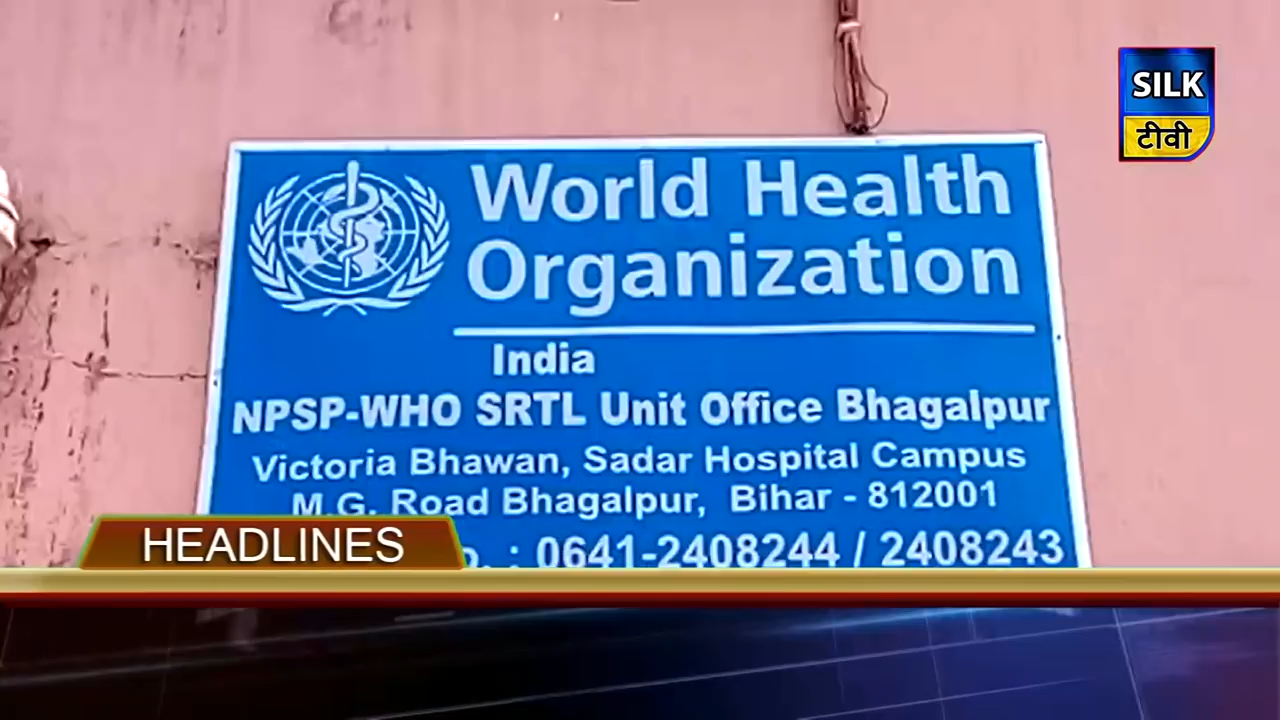 SILK
टीवी
World Health
Organization
India
NPSP-WHO SRTL Unit Office Bhagalpur
Victoria Bhawan, Sadar Hospital Campus
M.G. Road Bhagalpur, Bihar - 812001
: 0641-2408244 / 2408243
HEADLINES